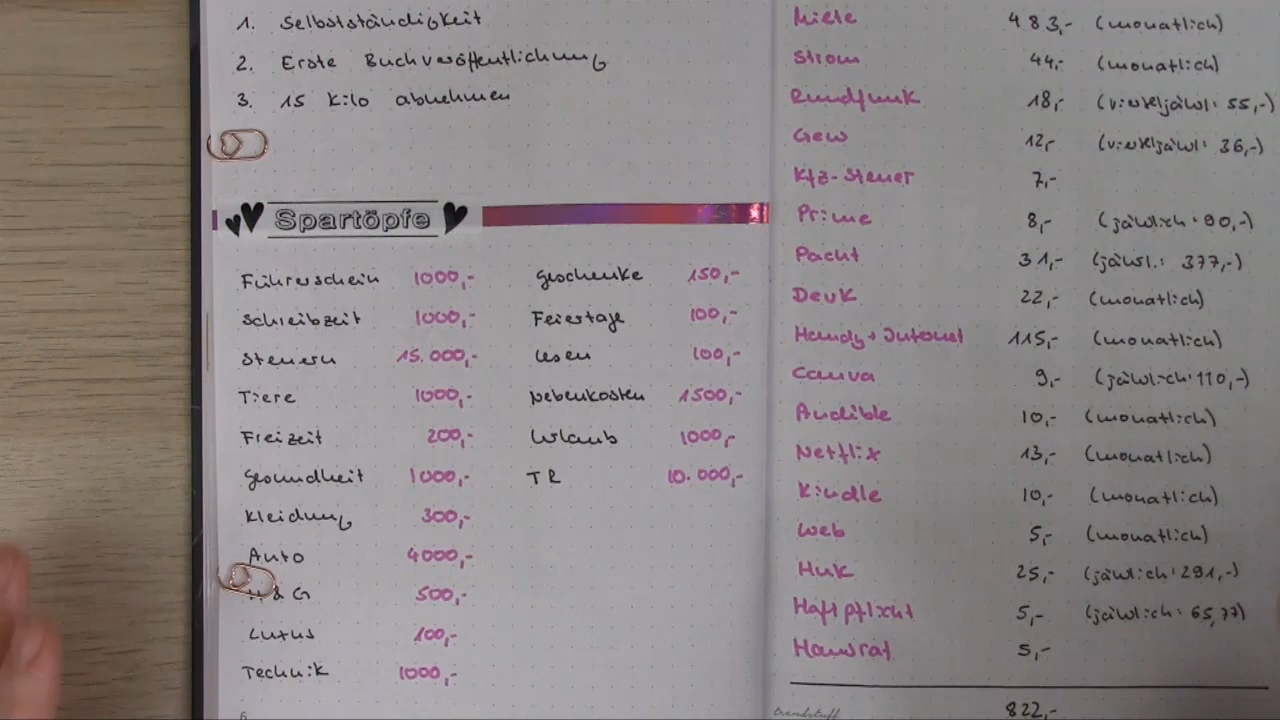 1. Selbstständigkeit
2. Erste Buchveröffentlichung
3. 15 Kilo abnehmen
Spartöpfe
Führerschein 1000,-
Schreibzeit 1000,-
Steuern 15.000,-
Tiere 1000,-
Freizeit 200,-
Gesundheit 1000,-
Kleidung 300,-
Auto 4000,-
& G 500,-
Luxus 100,-
Technik 1000,-
6
Geschenke 150,-
Feiertage 100,-
Lesen 100,-
Nebenkosten 1500,-
Urlaub 1000,-
TR 10.000,-
Miete 483,- (monatlich)
Strom 44,- (monatlich)
Rundfunk 18,- (vierteljährl: 55,-)
Gew 12,- (vierteljährl: 36,-)
Kfz-Steuer 7,-
Prime 8,- (jährlich: 90,-)
Pacht 31,- (jährl.: 377,-)
DEVK 22,- (monatlich)
Handy + Internet 115,- (monatlich)
Canva 9,- (jährlich: 110,-)
Audible 10,- (monatlich)
Netflix 13,- (monatlich)
Kindle 10,- (monatlich)
Web 5,- (monatlich)
HUK 25,- (jährlich: 291,-)
Haftpflicht 5,- (jährlich: 65,77)
Hausrat 5,-
822,-
trendstuff